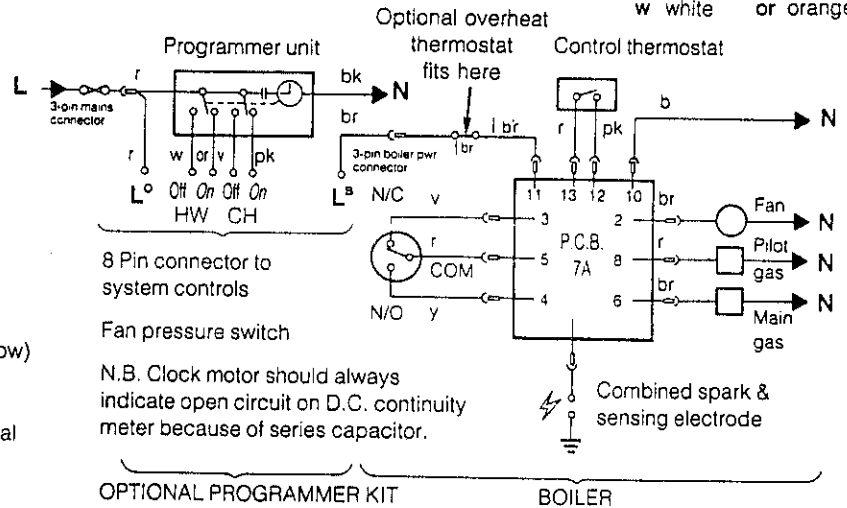 w white or orange
Optional overheat
thermostat
fits here
Programmer unit
Control thermostat
L
r
bk
N
3-pin mains
connector
br
l br
l br
r
pk
b
N
3-pin boiler pwr
connector
r
w
or
v
pk
Lᴼ
Off On Off On
HW CH
Lᴮ
N/C
v
11
13
12
10
3
2
br
Fan
N
r
COM
5
P.C.B.
7A
8
r
Pilot
gas
N
N/O
y
4
6
br
Main
gas
N
8 Pin connector to
system controls
Fan pressure switch
ow)
N.B. Clock motor should always
indicate open circuit on D.C. continuity
meter because of series capacitor.
al
Combined spark &
sensing electrode
OPTIONAL PROGRAMMER KIT
BOILER